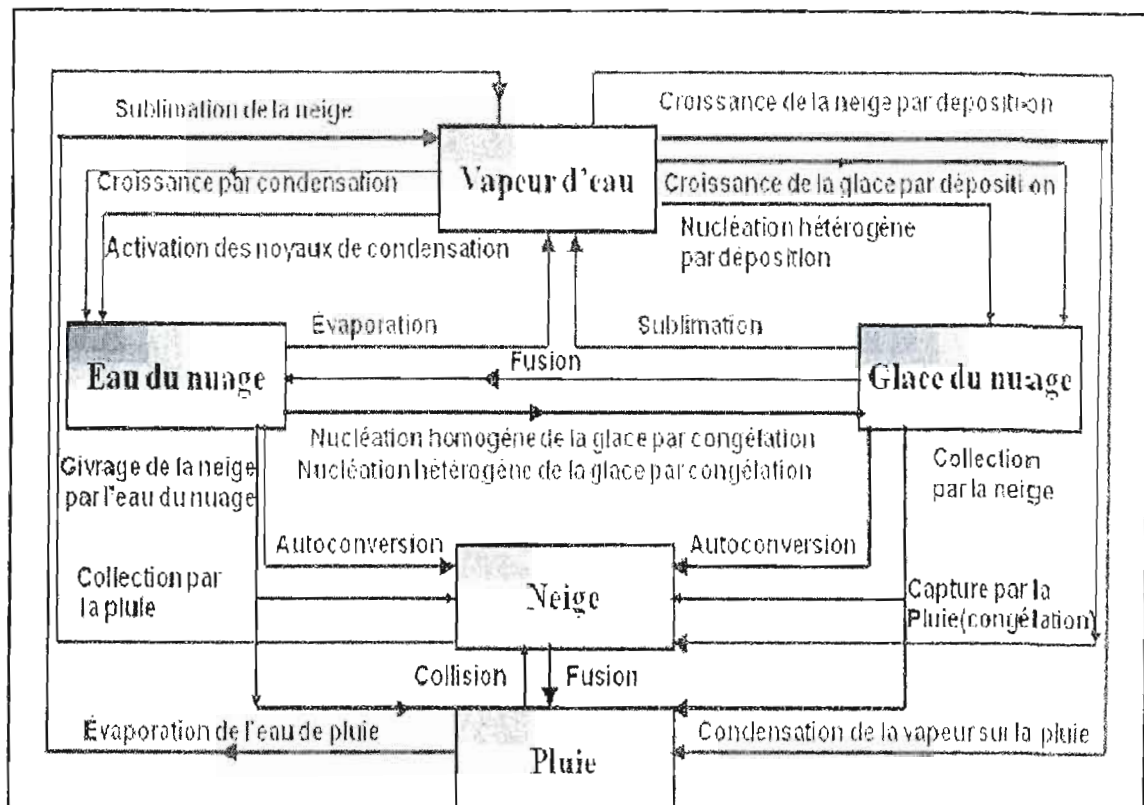 Sublimation de la neige
Croissance de la neige par deposition
Vapeur d'eau
Croissance par condensation
Croissance de la glace par déposition
Activation des noyaux de condensation
Nucléation hétérogène
par déposition
Évaporation
Sublimation
Fusion
Eau du nuage
Glace du nuage
Nucléation homogène de la glace par congélation
Nucléation hétérogène de la glace par congélation
Givrage de la neige
par l'eau du nuage
Collection
par la neige
Autoconversion
Autoconversion
Neige
Collection par
la pluie
Capture par la
Pluie(congélation)
Collision
Fusion
Évaporation de l'eau de pluie
Condensation de la vapeur sur la pluie
Pluie